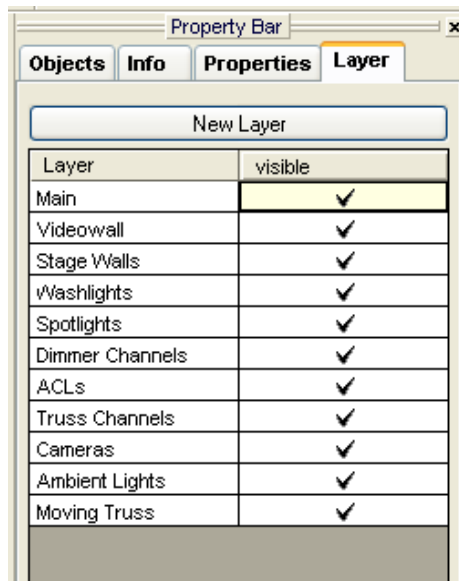 Property Bar
Objects Info Properties Layer
New Layer
Layer visible
Main
Videowall
Stage Walls
Washlights
Spotlights
Dimmer Channels
ACLs
Truss Channels
Cameras
Ambient Lights
Moving Truss